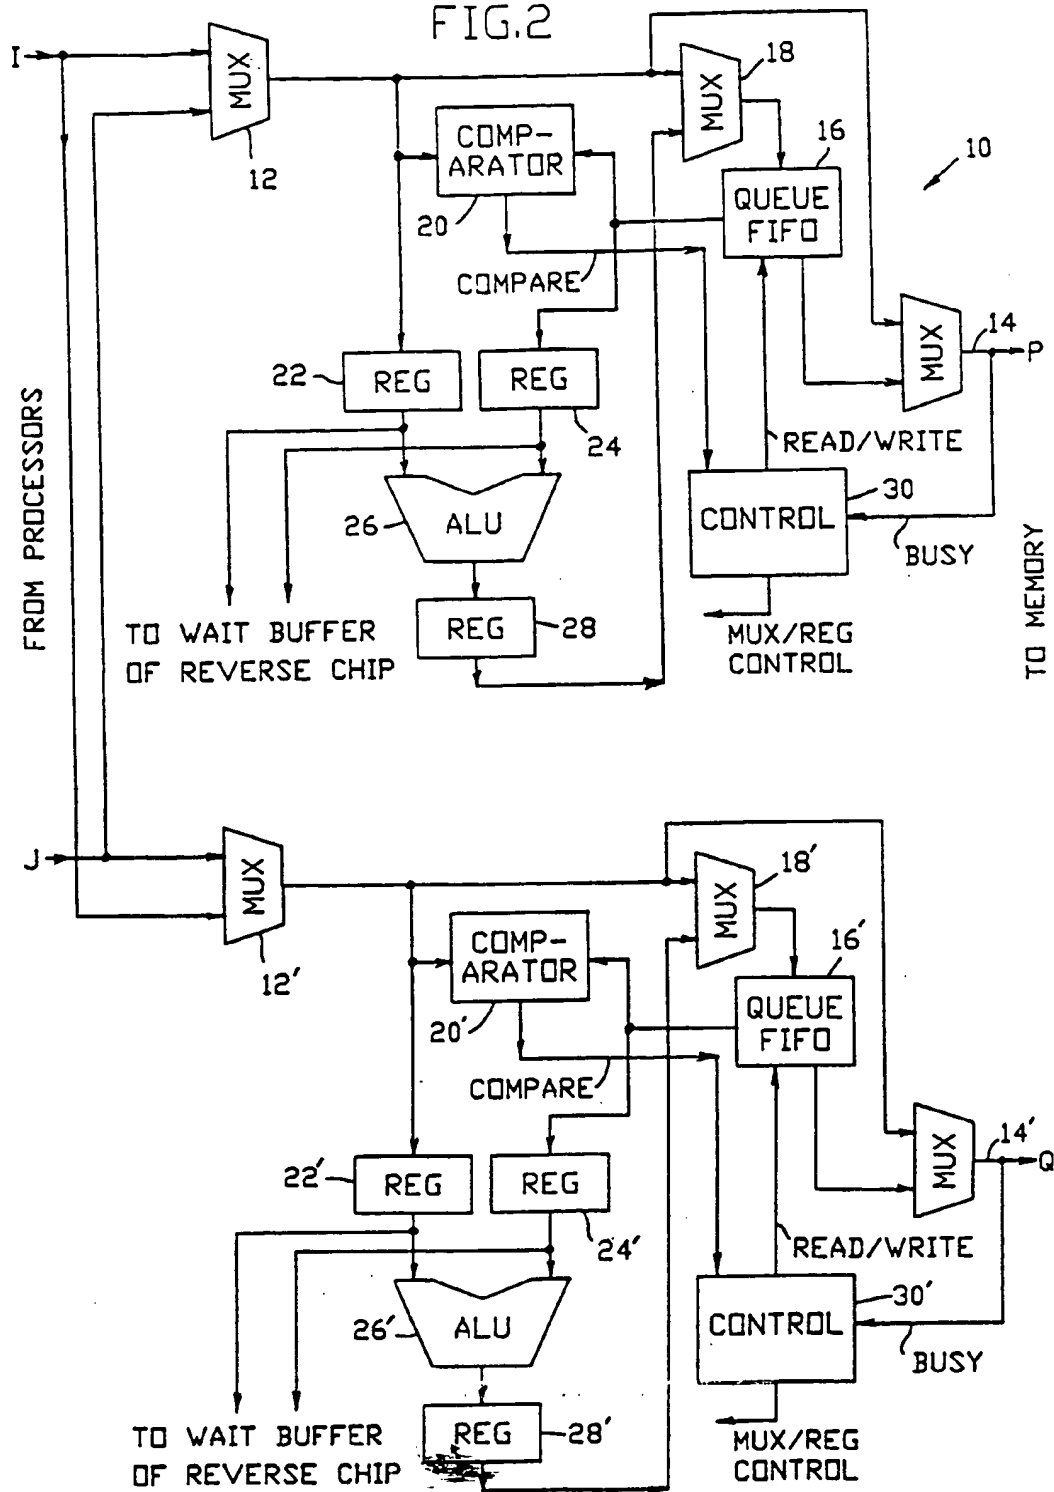 FIG.2
I
MUX
12
COMP-
ARATOR
20
MUX
18
16
10
QUEUE
FIFO
COMPARE
MUX
14
P
22
REG
REG
24
READ/WRITE
FROM PROCESSORS
26
ALU
CONTROL
30
BUSY
TO MEMORY
TO WAIT BUFFER
OF REVERSE CHIP
REG
28
MUX/REG
CONTROL
J
MUX
12′
COMP-
ARATOR
20′
MUX
18′
16′
QUEUE
FIFO
COMPARE
MUX
14′
Q
22′
REG
REG
24′
READ/WRITE
26′
ALU
CONTROL
30′
BUSY
TO WAIT BUFFER
OF REVERSE CHIP
REG
28′
MUX/REG
CONTROL